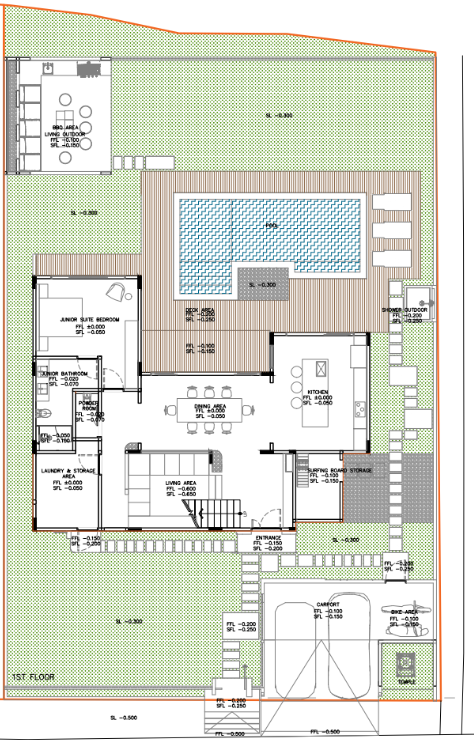 SL -0.300
BBQ AREA
LIVING OUTDOOR
FFL -0.100
SFL -0.150
SL -0.300
POOL
SL -0.300
SHOWER OUTDOOR
FFL -0.200
SFL -0.250
DECK AREA
FFL -0.200
SFL -0.250
JUNIOR SUITE BEDROOM
FFL ±0.000
SFL -0.050
FFL -0.100
SFL -0.150
JUNIOR BATHROOM
FFL -0.020
SFL -0.070
KITCHEN
FFL ±0.000
SFL -0.050
POWDER
ROOM
FFL -0.020
SFL -0.070
DINING AREA
FFL ±0.000
SFL -0.050
FFL -0.050
SFL -0.100
LAUNDRY & STORAGE
AREA
FFL ±0.000
SFL -0.050
LIVING AREA
FFL -0.600
SFL -0.650
SURFING BOARD STORAGE
FFL -0.100
SFL -0.150
FFL -0.150
SFL -0.200
ENTRANCE
FFL -0.150
SFL -0.200
SL -0.300
FFL -0.200
SFL -0.250
CARPORT
FFL -0.100
SFL -0.150
BIKE AREA
FFL -0.100
SFL -0.150
SL -0.300
FFL -0.200
SFL -0.250
1ST FLOOR
TEMPLE
FFL -0.200
SFL -0.250
SL -0.500
FFL -0.500
FFL -0.500